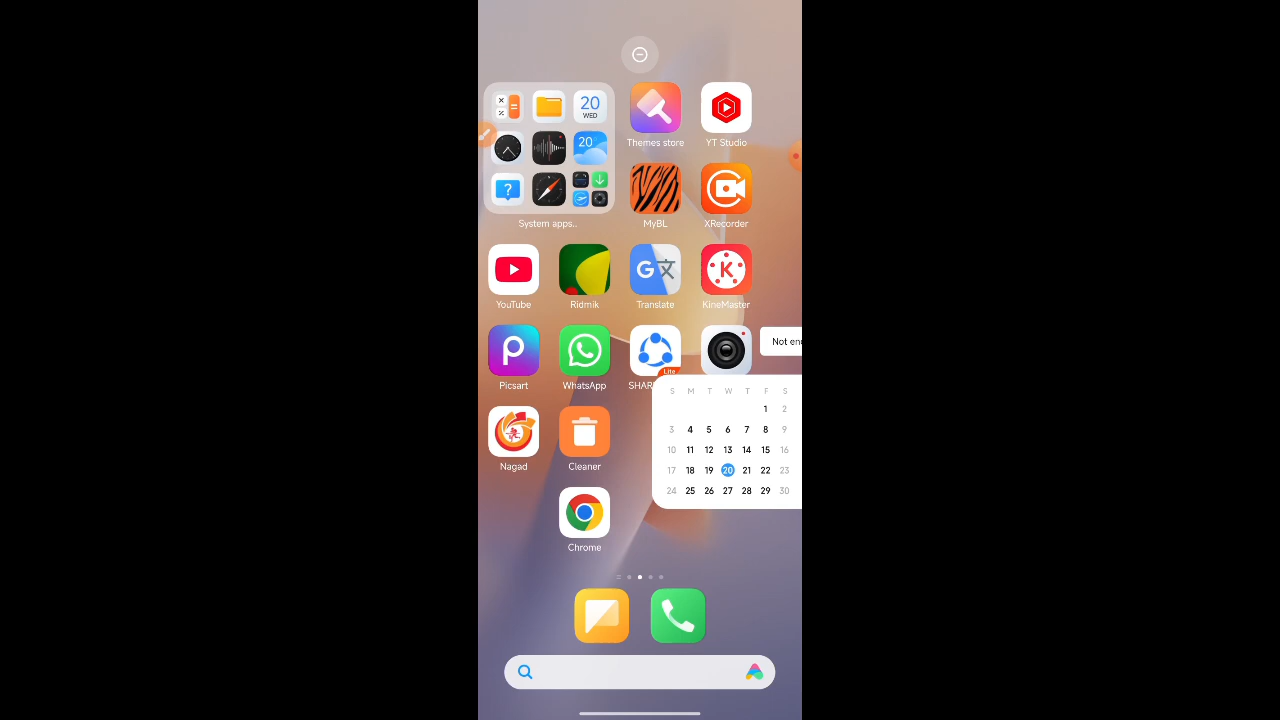 20
WED
20
System apps..
Themes store
YT Studio
MyBL
XRecorder
YouTube
Ridmik
Translate
KineMaster
Not en
Picsart
WhatsApp
SHAR
Lite
S M T W T F S
1 2
3 4 5 6 7 8 9
10 11 12 13 14 15 16
17 18 19 20 21 22 23
24 25 26 27 28 29 30
Nagad
Cleaner
Chrome